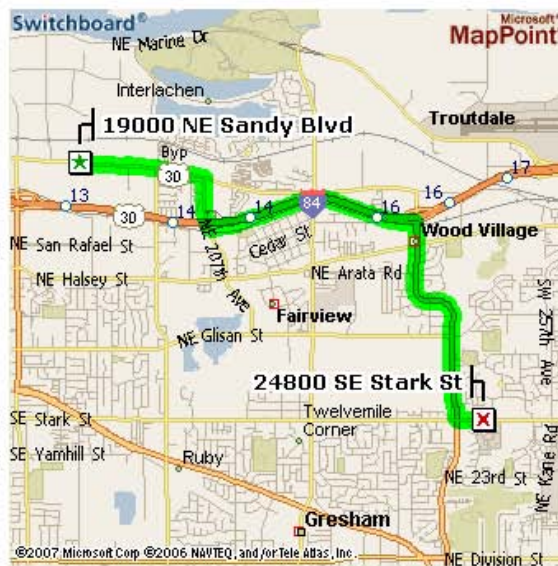 Switchboard®
Microsoft
MapPoint
NE Marine Dr
Interlachen
Troutdale
19000 NE Sandy Blvd
Byp
30
17
13
30
14
14
84
16
16
NE San Rafael St
Cedar St
Wood Village
NE 207th Ave
NE Halsey St
NE Arata Rd
Fairview
NE Glisan St
SW 257th Ave
24800 SE Stark St
SE Stark St
Twelvemile
Corner
NE Kane Rd
SE Yamhill St
Ruby
NE 23rd St
Gresham
©2007 Microsoft Corp ©2006 NAVTEQ, and/or Tele Atlas, Inc.
NE Division St